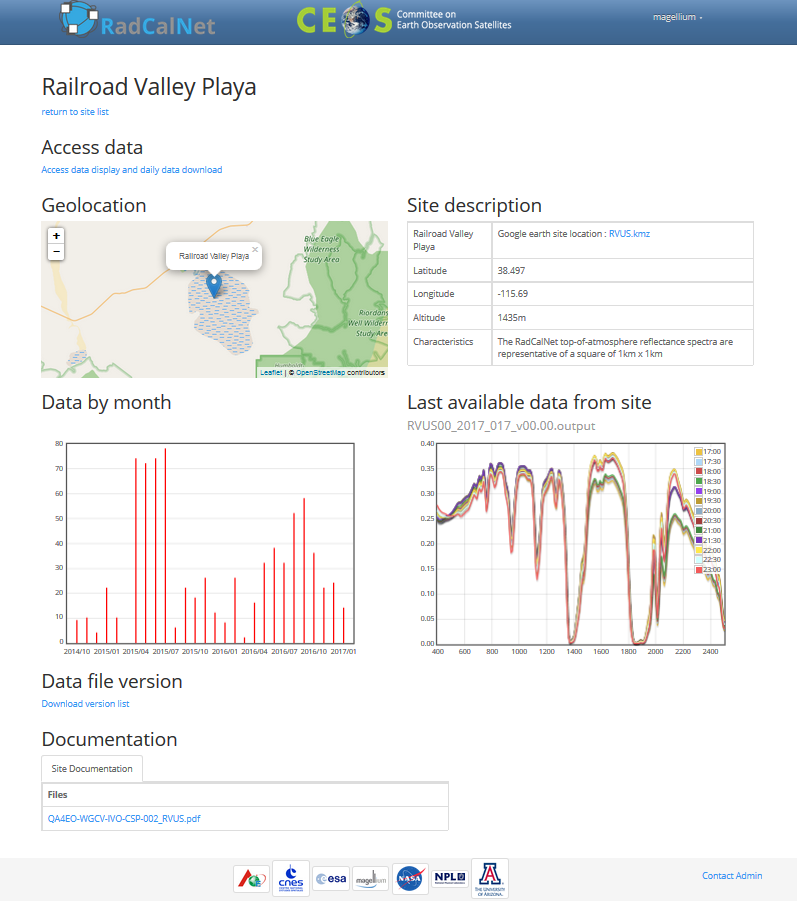 RadCalNet
CEOS
Committee on
Earth Observation Satellites
magellium
Railroad Valley Playa
return to site list
Access data
Access data display and daily data download
Geolocation
+
−
Railroad Valley Playa
×
Blue Eagle
Wilderness
Study Area
Riordans
Well Wildern
Study Are
Leaflet | © OpenStreetMap contributors
Site description
Railroad Valley
Playa
Google earth site location : RVUS.kmz
Latitude
38.497
Longitude
-115.69
Altitude
1435m
Characteristics
The RadCalNet top-of-atmosphere reflectance spectra are
representative of a square of 1km x 1km
Data by month
80
70
60
50
40
30
20
10
0
2014/10 2015/01 2015/04 2015/07 2015/10 2016/01 2016/04 2016/07 2016/10 2017/01
Last available data from site
RVUS00_2017_017_v00.00.output
0.40
0.35
0.30
0.25
0.20
0.15
0.10
0.05
0.00
400 600 800 1000 1200 1400 1600 1800 2000 2200 2400
17:00
17:30
18:00
18:30
19:00
19:30
20:00
20:30
21:00
21:30
22:00
22:30
23:00
Data file version
Download version list
Documentation
Site Documentation
Files
QA4EO-WGCV-IVO-CSP-002_RVUS.pdf
cnes
esa
magellium
NASA
NPL
A
THE UNIVERSITY
OF ARIZONA
Contact Admin